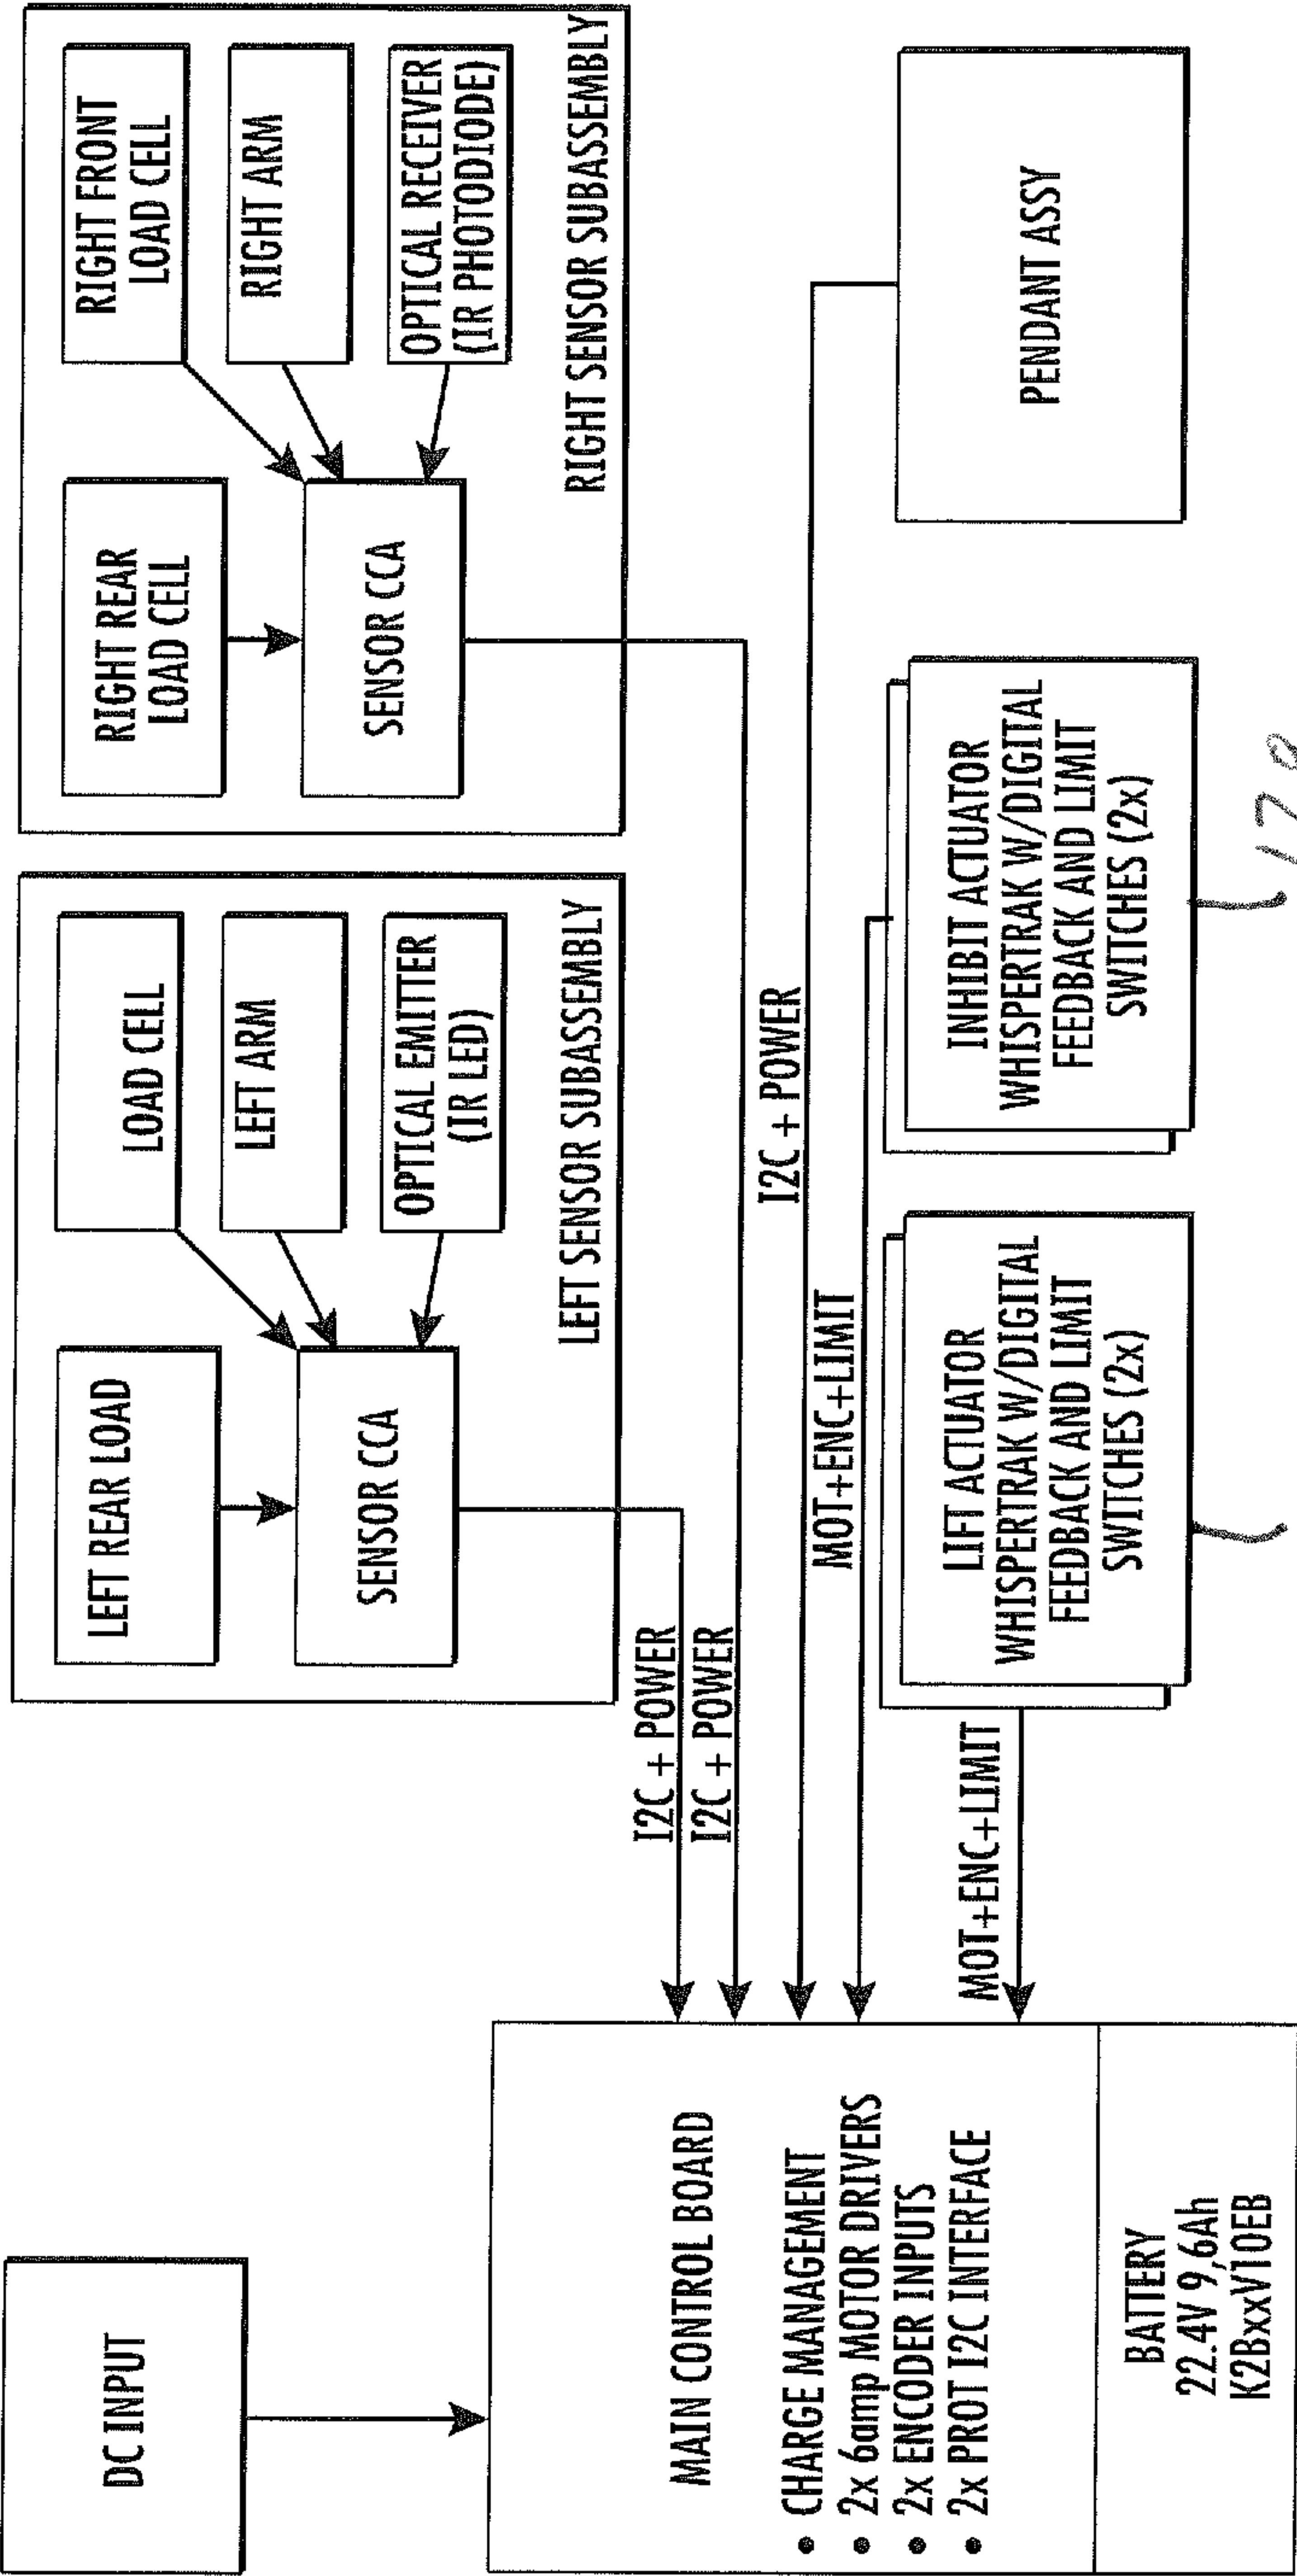 DC INPUT
MAIN CONTROL BOARD
• CHARGE MANAGEMENT
• 2x 6amp MOTOR DRIVERS
• 2x ENCODER INPUTS
• 2x PROT I2C INTERFACE
BATTERY
22.4V 9,6Ah
K2BxxV10EB
LEFT REAR LOAD
LOAD CELL
LEFT ARM
OPTICAL EMITTER
(IR LED)
SENSOR CCA
LEFT SENSOR SUBASSEMBLY
RIGHT REAR
LOAD CELL
RIGHT FRONT
LOAD CELL
RIGHT ARM
OPTICAL RECEIVER
(IR PHOTODIODE)
SENSOR CCA
RIGHT SENSOR SUBASSEMBLY
I2C + POWER
I2C + POWER
I2C + POWER
MOT+ENC+LIMIT
MOT+ENC+LIMIT
LIFT ACTUATOR
WHISPERTRAK W/DIGITAL
FEEDBACK AND LIMIT
SWITCHES (2x)
INHIBIT ACTUATOR
WHISPERTRAK W/DIGITAL
FEEDBACK AND LIMIT
SWITCHES (2x)
PENDANT ASSY